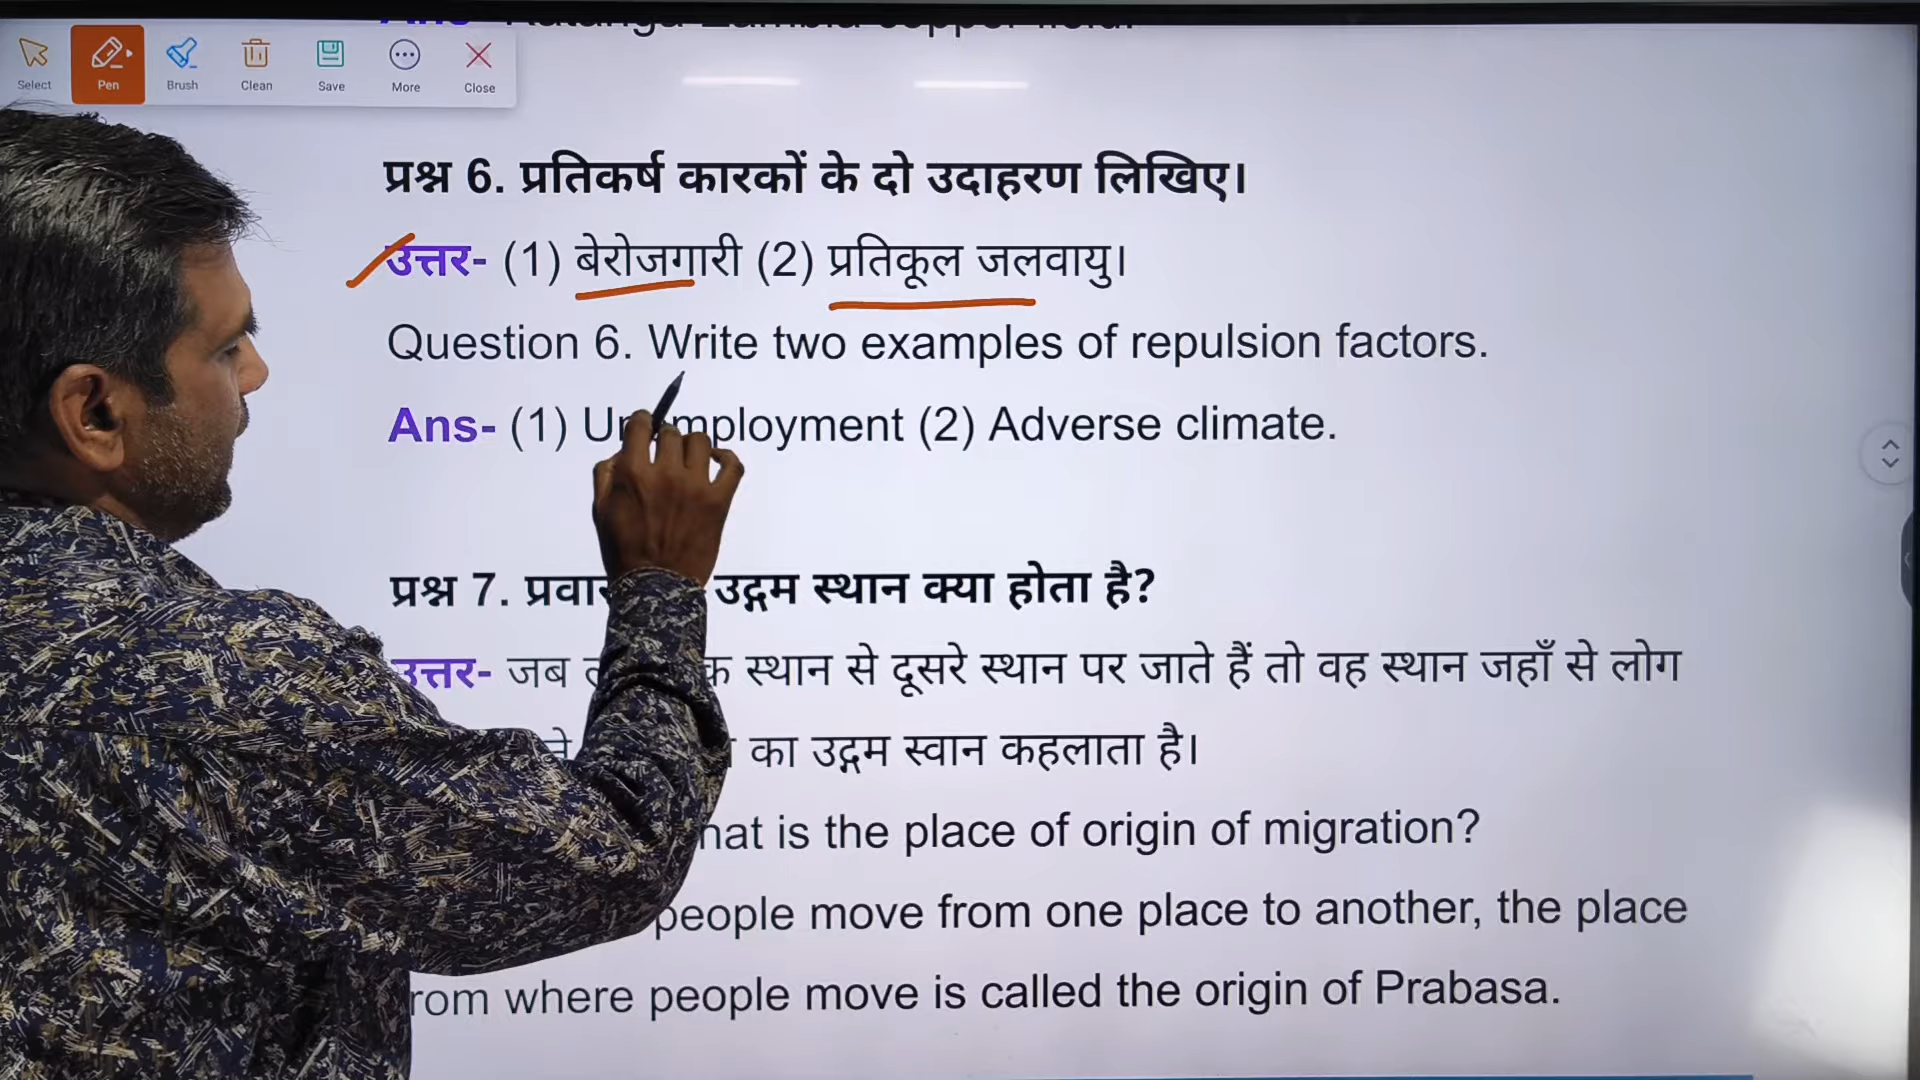 Select Pen Brush Clean Save More Close
प्रश्न 6. प्रतिकर्ष कारकों के दो उदाहरण लिखिए।
उत्तर- (1) बेरोजगारी (2) प्रतिकूल जलवायु।
Question 6. Write two examples of repulsion factors.
Ans- (1) Un mployment (2) Adverse climate.
प्रश्न 7. उद्गम स्थान क्या होता है?
उत्तर- जब स्थान से दूसरे स्थान पर जाते हैं तो वह स्थान जहाँ से लोग
का उद्गम स्वान कहलाता है।
hat is the place of origin of migration?
people move from one place to another, the place
rom where people move is called the origin of Prabasa.